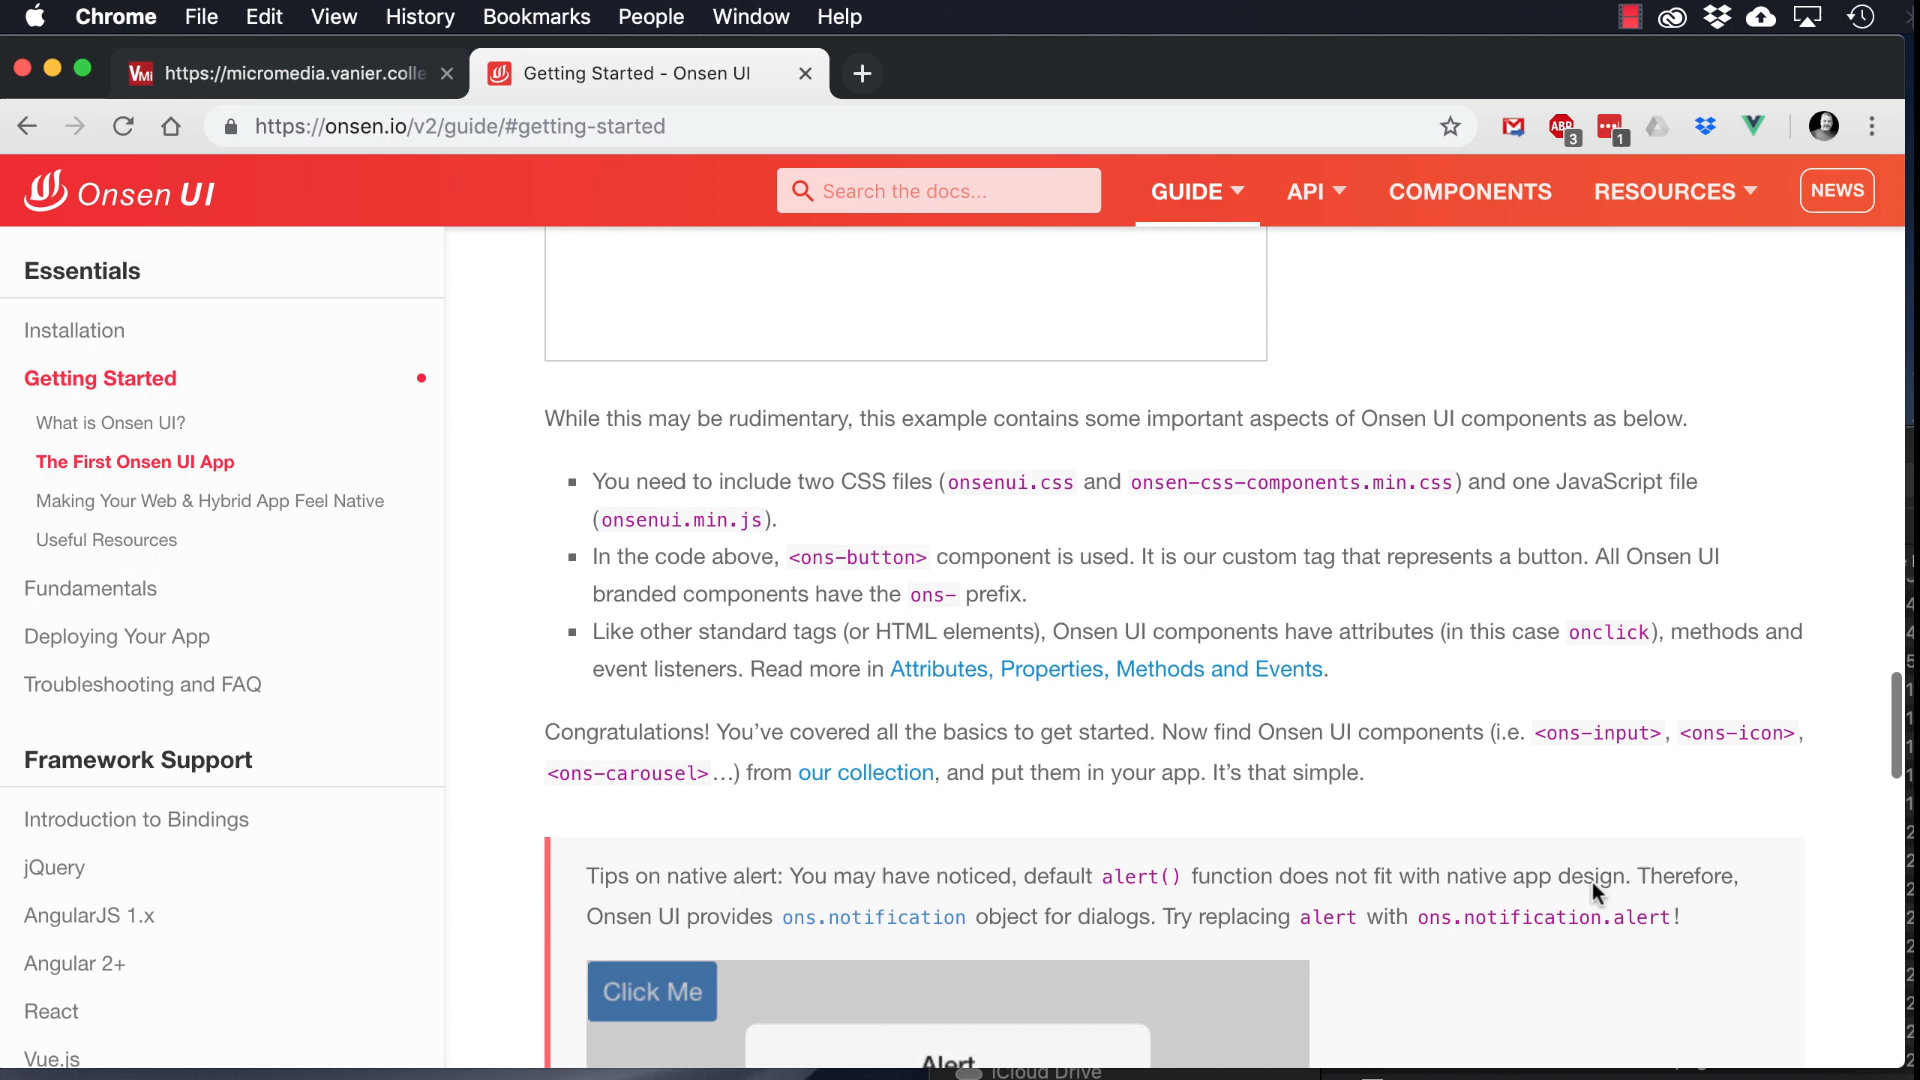 Chrome File Edit View History Bookmarks People Window Help
https://micromedia.vanier.colle
Getting Started - Onsen UI
https://onsen.io/v2/guide/#getting-started
ABP 3
1
Onsen UI
Search the docs...
GUIDE
API
COMPONENTS
RESOURCES
NEWS
Essentials
Installation
Getting Started
What is Onsen UI?
The First Onsen UI App
Making Your Web & Hybrid App Feel Native
Useful Resources
Fundamentals
Deploying Your App
Troubleshooting and FAQ
Framework Support
Introduction to Bindings
jQuery
AngularJS 1.x
Angular 2+
React
Vue.js
While this may be rudimentary, this example contains some important aspects of Onsen UI components as below.
You need to include two CSS files (onsenui.css and onsen-css-components.min.css) and one JavaScript file
(onsenui.min.js).
In the code above, <ons-button> component is used. It is our custom tag that represents a button. All Onsen UI
branded components have the ons- prefix.
Like other standard tags (or HTML elements), Onsen UI components have attributes (in this case onclick), methods and
event listeners. Read more in Attributes, Properties, Methods and Events.
Congratulations! You’ve covered all the basics to get started. Now find Onsen UI components (i.e. <ons-input>, <ons-icon>,
<ons-carousel>…) from our collection, and put them in your app. It’s that simple.
Tips on native alert: You may have noticed, default alert() function does not fit with native app design. Therefore,
Onsen UI provides ons.notification object for dialogs. Try replacing alert with ons.notification.alert!
Click Me
Alert
iCloud Drive